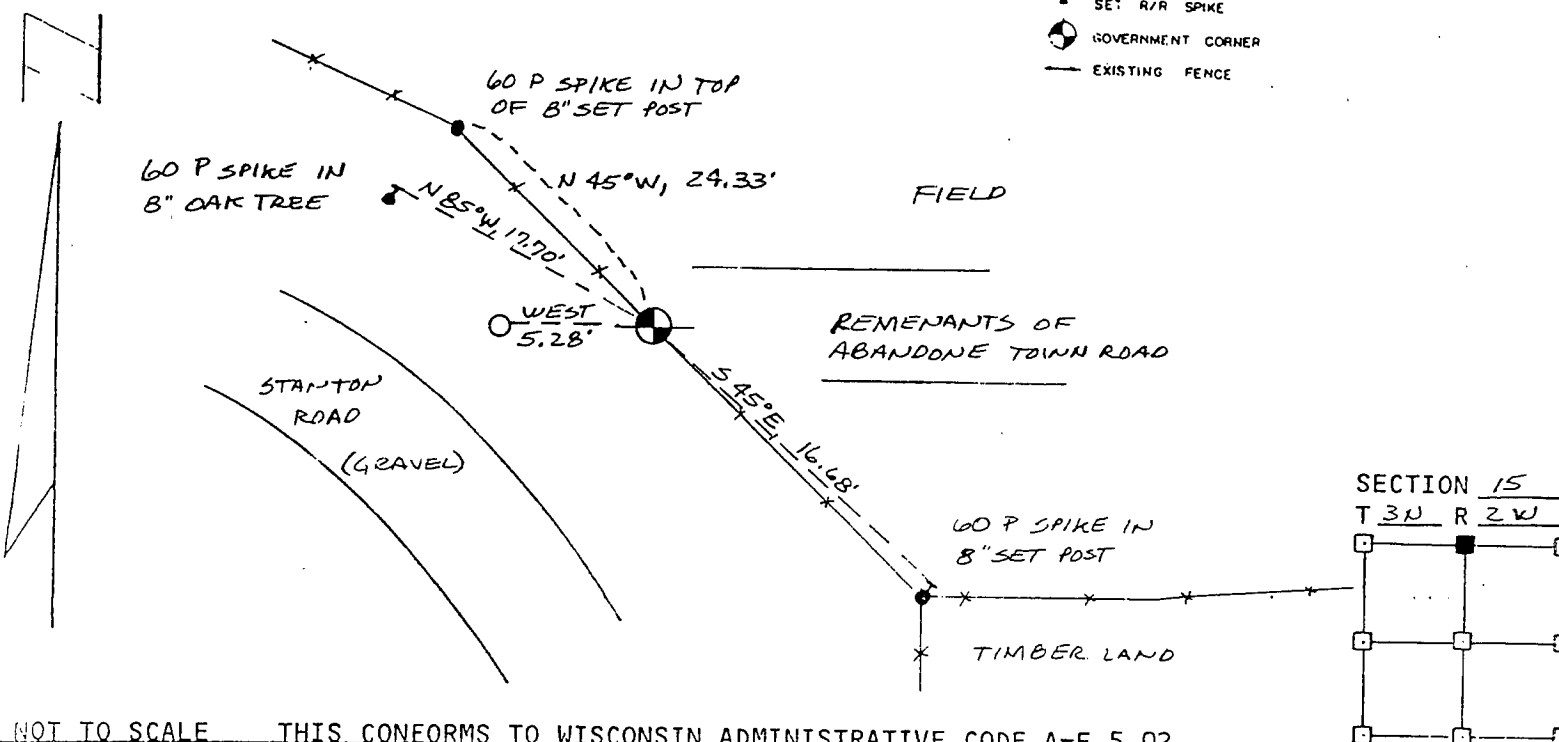 SET R/R SPIKE
GOVERNMENT CORNER
EXISTING FENCE
N
60 P SPIKE IN TOP
OF 8" SET POST
60 P SPIKE IN
8" OAK TREE
N 45°W, 24.33'
N 85°W, 17.70'
FIELD
WEST
5.28'
REMENANTS OF
ABANDONE TOWN ROAD
STANTON
ROAD
(GRAVEL)
S 45°E, 16.68'
60 P SPIKE IN
8" SET POST
TIMBER LAND
SECTION 15
T 3N R 2W
NOT TO SCALE THIS CONFORMS TO WISCONSIN ADMINISTRATIVE CODE A-E 5.02